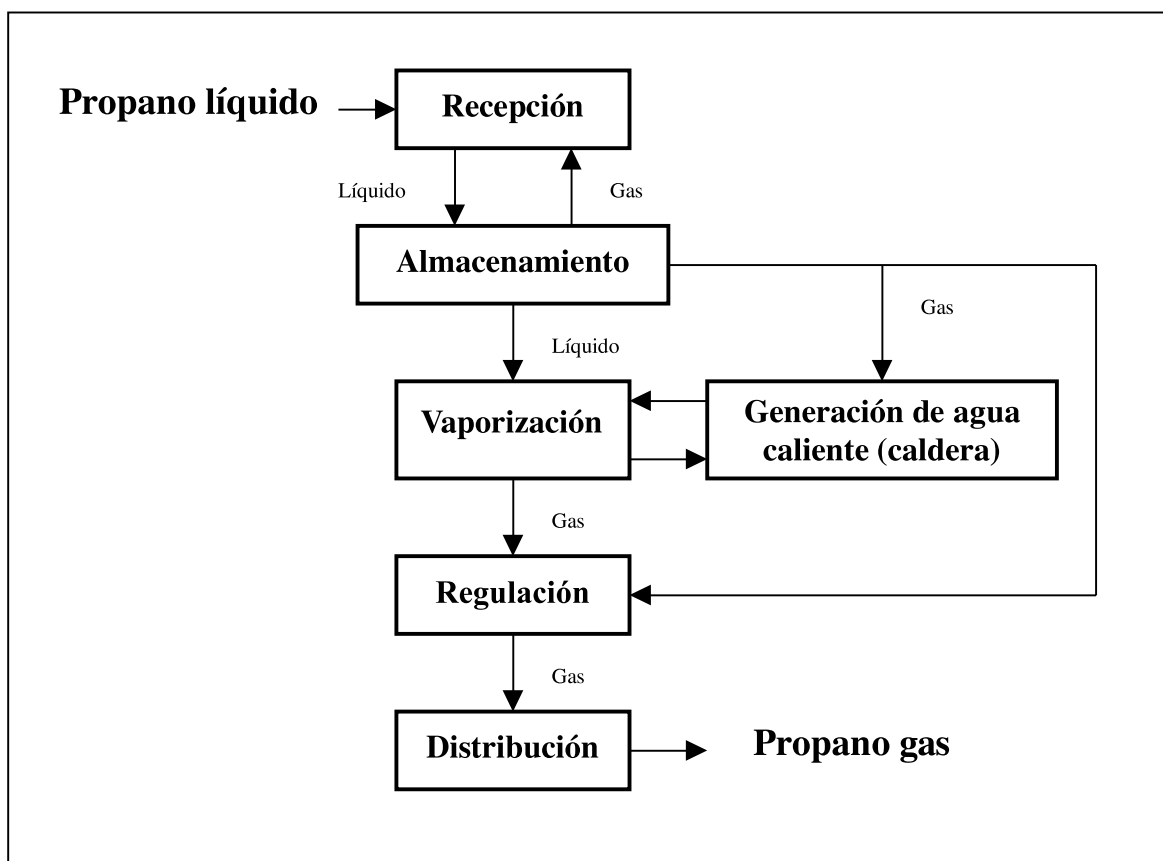 Propano líquido
Recepción
Líquido
Gas
Almacenamiento
Gas
Líquido
Vaporización
Generación de agua
caliente (caldera)
Gas
Regulación
Gas
Distribución
Propano gas